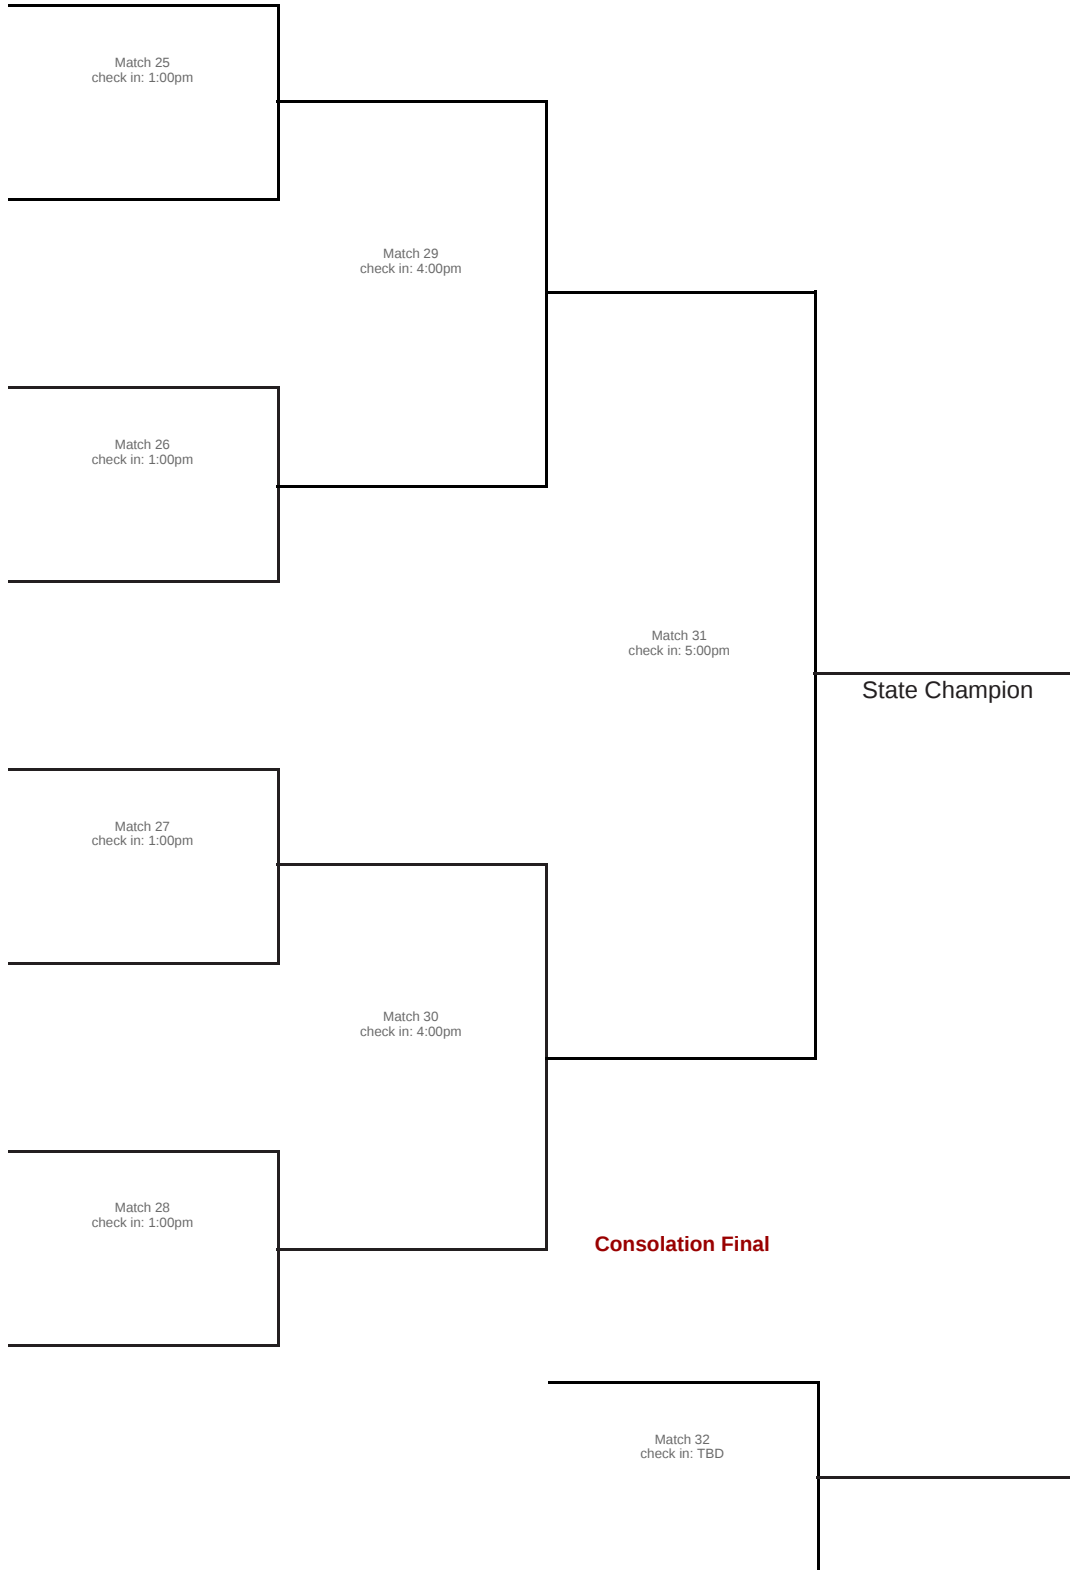 Match 25
check in: 1:00pm
Match 29
check in: 4:00pm
Match 26
check in: 1:00pm
Match 31
check in: 5:00pm
State Champion
Match 27
check in: 1:00pm
Match 30
check in: 4:00pm
Match 28
check in: 1:00pm
Consolation Final
Match 32
check in: TBD